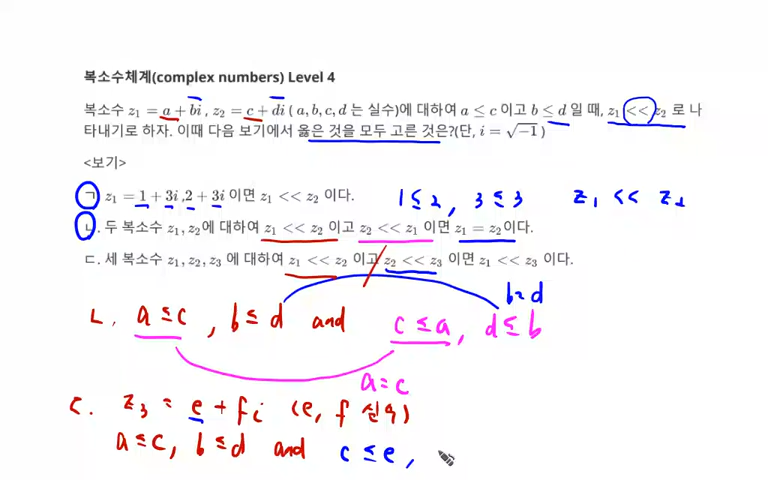 복소수체계(complex numbers) Level 4
복소수 z₁ = a + bi, z₂ = c + di ( a, b, c, d 는 실수)에 대하여 a ≤ c 이고 b ≤ d 일 때, z₁ << z₂ 로 나
타내기로 하자. 이때 다음 보기에서 옳은 것을 모두 고른 것은?(단, i = √-1 )
<보기>
ㄱ z₁ = 1 + 3i ,2 + 3i 이면 z₁ << z₂ 이다. 1 ≤ 2, 3 ≤ 3 z₁ << z₂
ㄴ. 두 복소수 z₁, z₂에 대하여 z₁ << z₂ 이고 z₂ << z₁ 이면 z₁ = z₂이다.
ㄷ. 세 복소수 z₁, z₂, z₃ 에 대하여 z₁ << z₂ 이고 z₂ << z₃ 이면 z₁ << z₃ 이다.
b=d
ㄴ. a ≤ c, b ≤ d and c ≤ a, d ≤ b
a = c
ㄷ. z₃ = e + fi (e, f 실수)
a ≤ c, b ≤ d and c ≤ e,